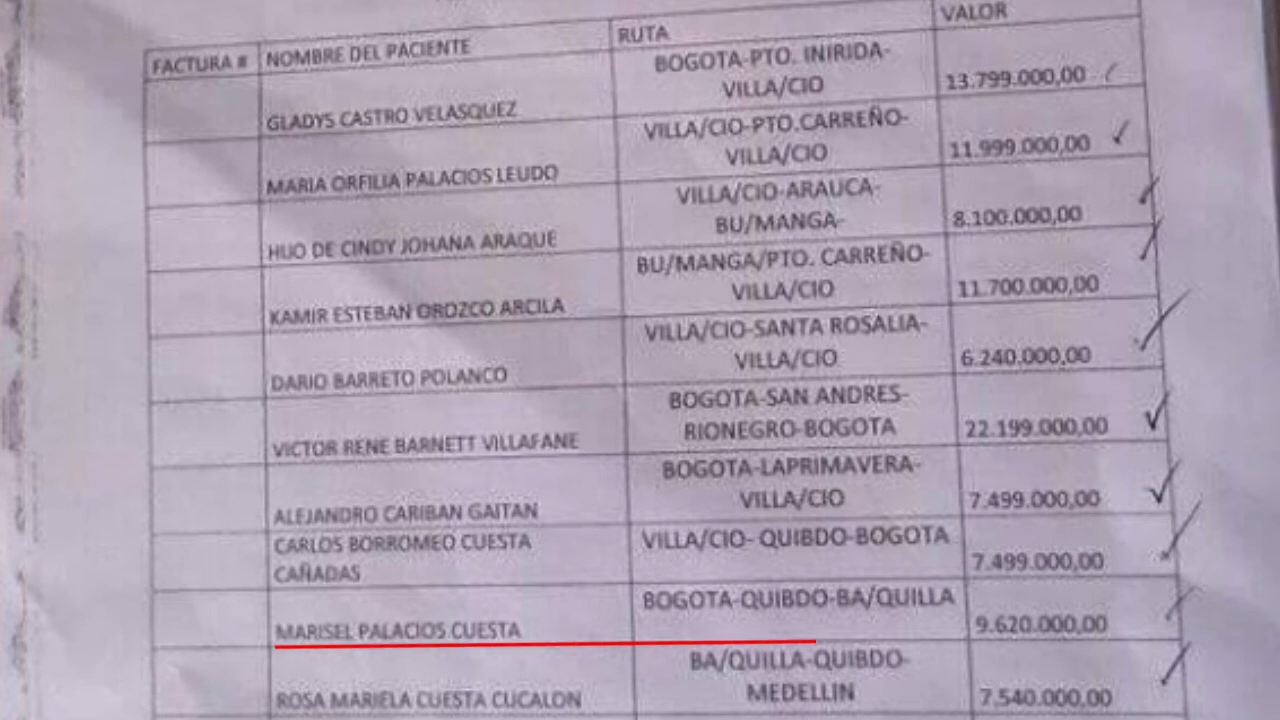 FACTURA # NOMBRE DEL PACIENTE RUTA VALOR
BOGOTA-PTO. INIRIDA-
GLADYS CASTRO VELASQUEZ VILLA/CIO 13.799.000,00
VILLA/CIO-PTO.CARREÑO-
MARIA ORFILIA PALACIOS LEUDO VILLA/CIO 11.999.000,00
VILLA/CIO-ARAUCA-
HIJO DE CINDY JOHANA ARAQUE BU/MANGA- 8.100.000,00
BU/MANGA/PTO. CARREÑO-
KAMIR ESTEBAN OROZCO ARCILA VILLA/CIO 11.700.000,00
VILLA/CIO-SANTA ROSALIA-
DARIO BARRETO POLANCO VILLA/CIO 6.240.000,00
BOGOTA-SAN ANDRES-
VICTOR RENE BARNETT VILLAFAÑE RIONEGRO-BOGOTA 22.199.000,00
BOGOTA-LAPRIMAVERA-
ALEJANDRO CARIBAN GAITAN VILLA/CIO 7.499.000,00
CARLOS BORROMEO CUESTA VILLA/CIO- QUIBDO-BOGOTA
CAÑADAS 7.499.000,00
BOGOTA-QUIBDO-BA/QUILLA
MARISEL PALACIOS CUESTA 9.620.000,00
BA/QUILLA-QUIBDO-
ROSA MARIELA CUESTA CUCALON MEDELLIN 7.540.000,00